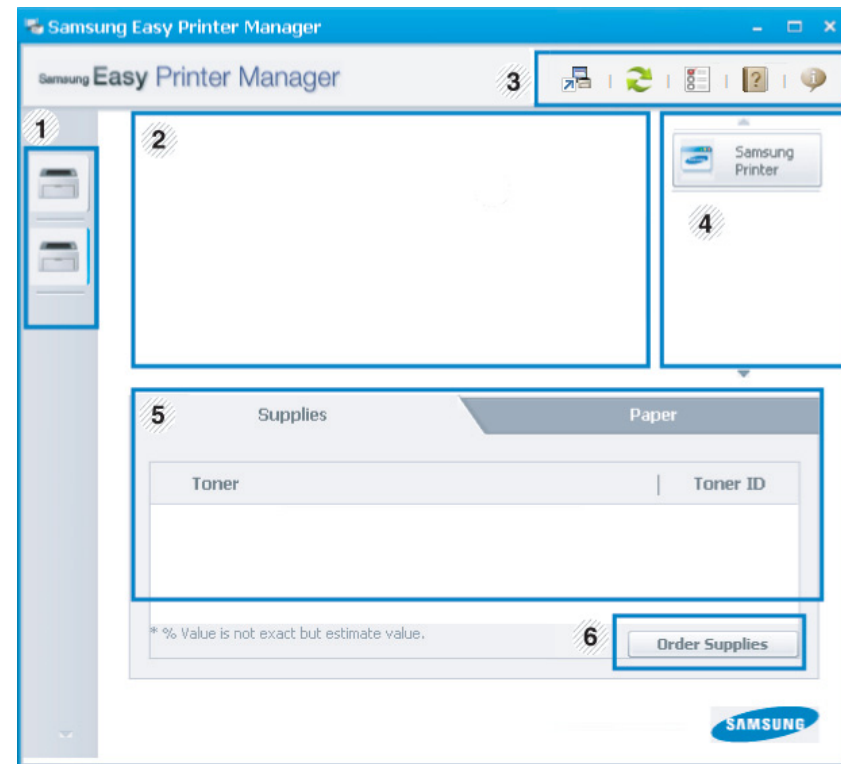 Samsung Easy Printer Manager
Samsung Easy Printer Manager
3
1
2
Samsung
Printer
4
5
Supplies
Paper
Toner
Toner ID
* % Value is not exact but estimate value.
6
Order Supplies
SAMSUNG